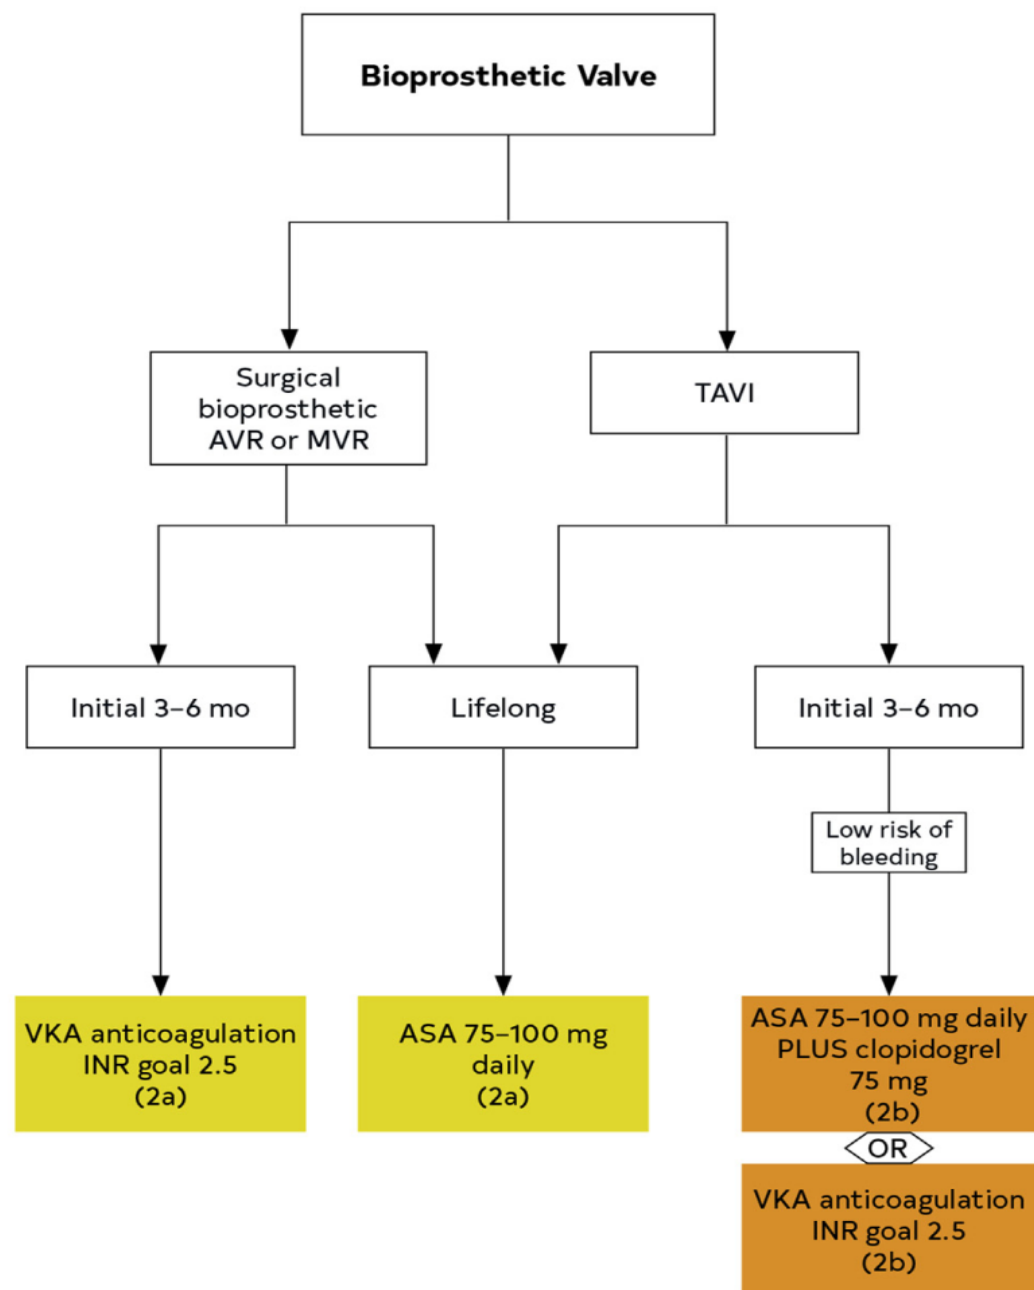 Bioprosthetic Valve
Surgical
bioprosthetic
AVR or MVR
TAVI
Initial 3–6 mo
Lifelong
Initial 3–6 mo
Low risk of
bleeding
VKA anticoagulation
INR goal 2.5
(2a)
ASA 75–100 mg
daily
(2a)
ASA 75–100 mg daily
PLUS clopidogrel
75 mg
(2b)
OR
VKA anticoagulation
INR goal 2.5
(2b)